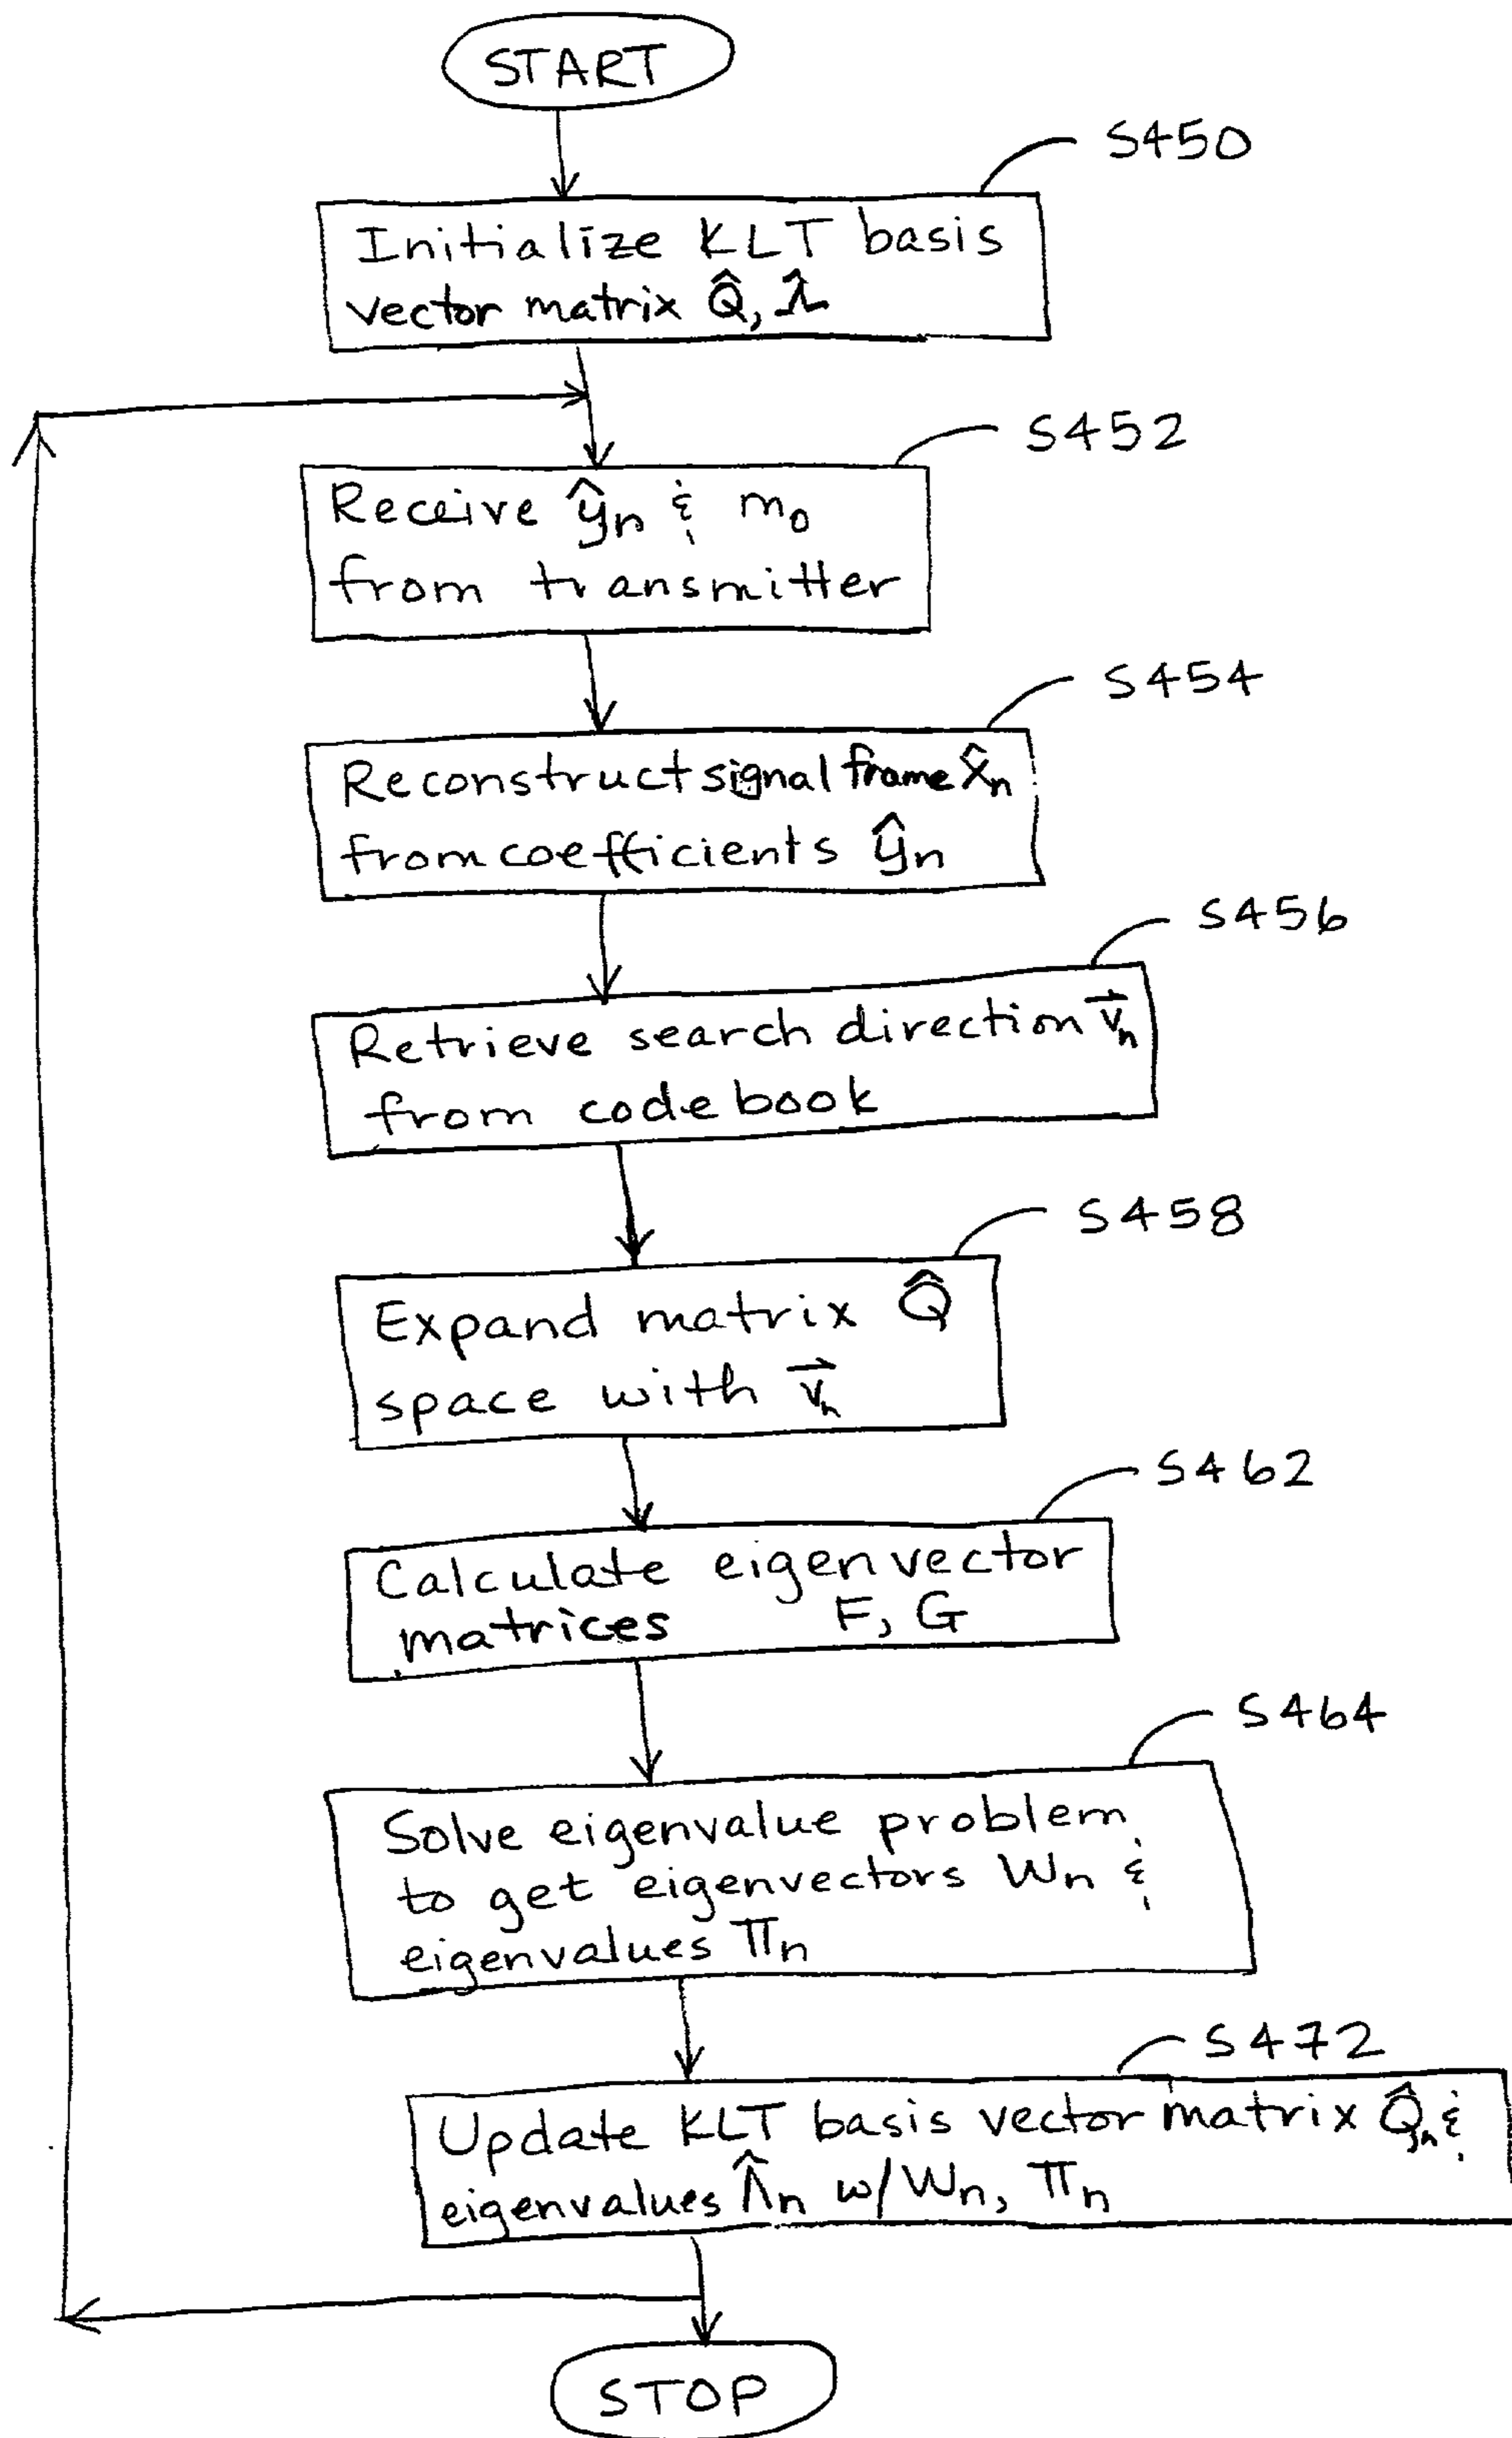 START
S450
Initialize KLT basis
vector matrix Q̂, Λ̂
S452
Receive ŷn & m0
from transmitter
S454
Reconstruct signal frame x̂n
from coefficients ŷn
S456
Retrieve search direction v⃗n
from codebook
S458
Expand matrix Q̂
space with v⃗n
S462
Calculate eigenvector
matrices F, G
S464
Solve eigenvalue problem
to get eigenvectors Wn &
eigenvalues Πn
S472
Update KLT basis vector matrix Q̂n &
eigenvalues Λ̂n w/ Wn, Πn
STOP